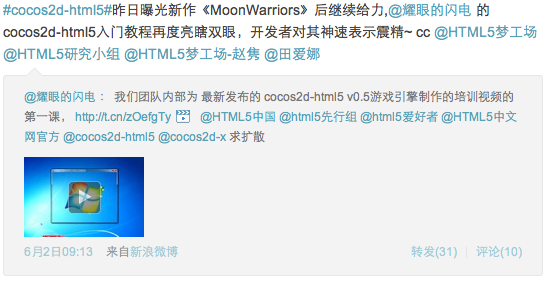 #cocos2d-html5#昨日曝光新作《MoonWarriors》后继续给力,@耀眼的闪电 的
cocos2d-html5入门教程再度亮瞎双眼，开发者对其神速表示震精~ cc @HTML5梦工场
@HTML5研究小组 @HTML5梦工场-赵隽 @田爱娜
@耀眼的闪电 ： 我们团队内部为 最新发布的 cocos2d-html5 v0.5游戏引擎制作的培训视频的
第一课， http://t.cn/zOefgTy @HTML5中国 @html5先行组 @html5爱好者 @HTML5中文
网官方 @cocos2d-html5 @cocos2d-x 求扩散
6月2日09:13 来自新浪微博 转发(31) | 评论(10)